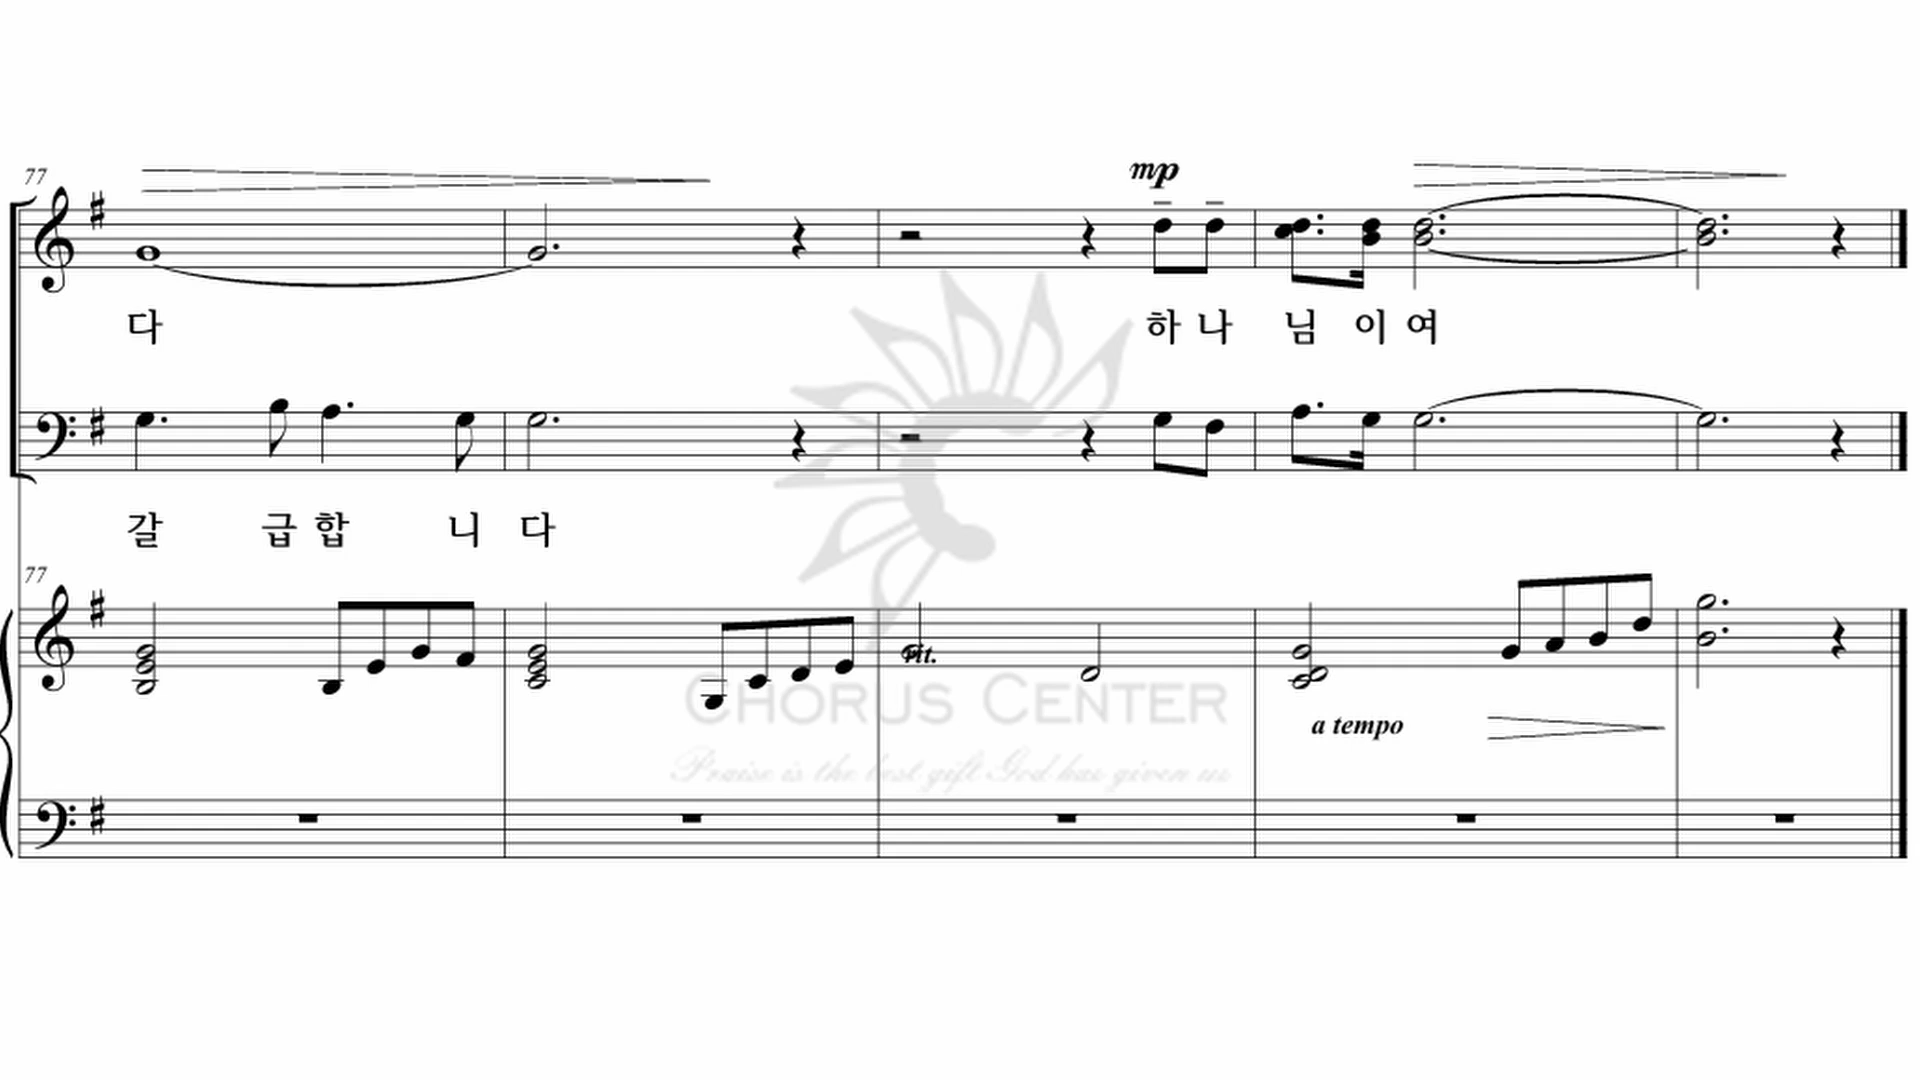 77
mp
다 하 나 님 이 여
갈 급 합 니 다
77
rit.
CHORUS CENTER
a tempo
Praise is the best gift God has given us